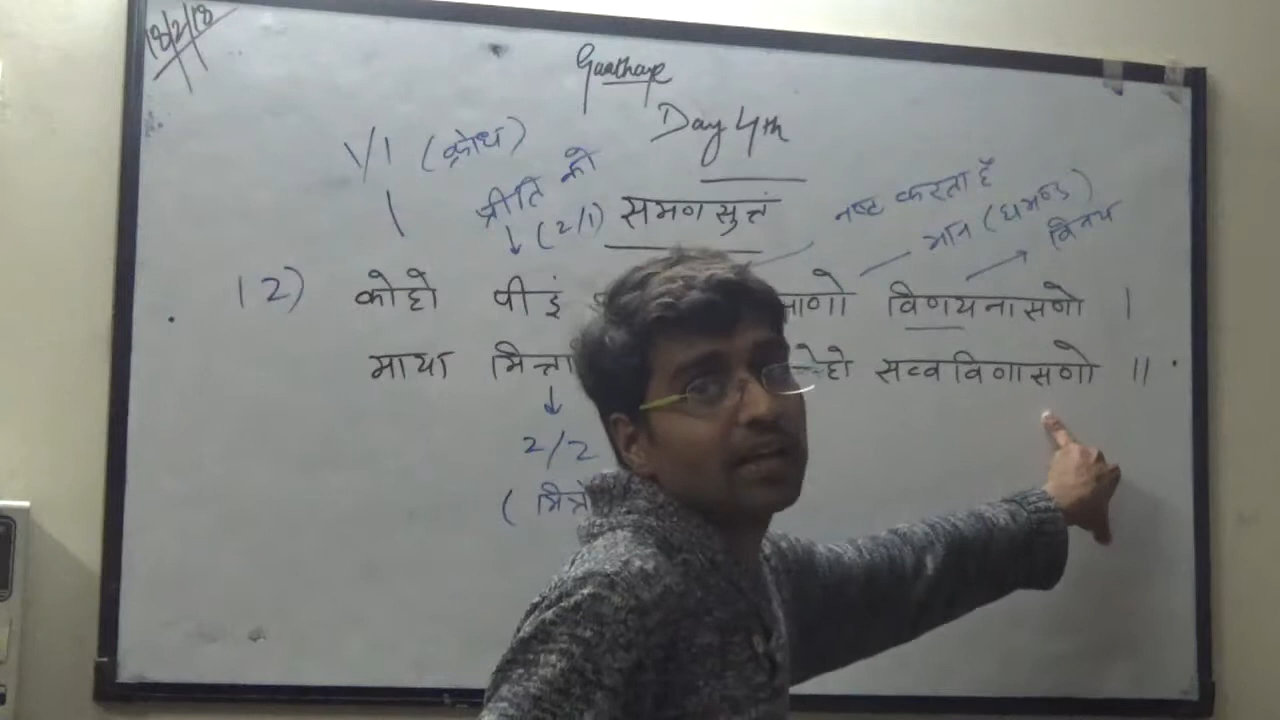 18/2/18
Gaathaye
Day 4th
1/1 (क्रोध)
प्रीति को
(2/1) समणसुत्तं
नष्ट करता है
मान (घमण्ड)
विनय
12) कोहो पीइं माणो विणयनासणो ।
माया सव्वविणासणो ॥
2/2